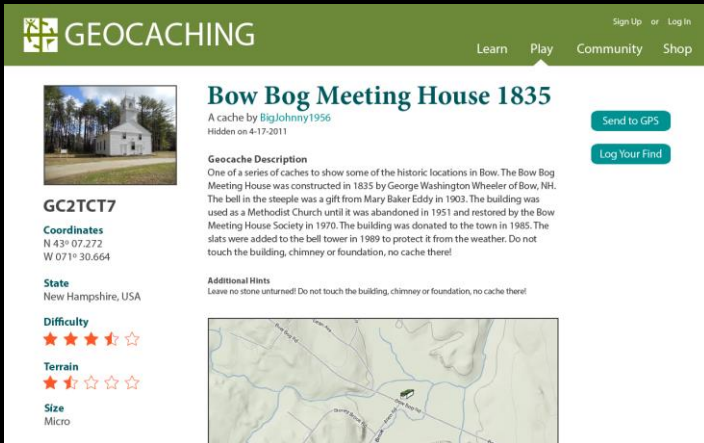 GEOCACHING
Sign Up or Log In
Learn Play Community Shop
Bow Bog Meeting House 1835
A cache by BigJohnny1956
Hidden on 4-17-2011
Send to GPS
Log Your Find
Geocache Description
One of a series of caches to show some of the historic locations in Bow. The Bow Bog
Meeting House was constructed in 1835 by George Washington Wheeler of Bow, NH.
The bell in the steeple was a gift from Mary Baker Eddy in 1903. The building was
used as a Methodist Church until it was abandoned in 1951 and restored by the Bow
Meeting House Society in 1970. The building was donated to the town in 1985. The
slats were added to the bell tower in 1989 to protect it from the weather. Do not
touch the building, chimney or foundation, no cache there!
Additional Hints
Leave no stone unturned! Do not touch the building, chimney or foundation, no cache there!
GC2TCT7
Coordinates
N 43º 07.272
W 071º 30.664
State
New Hampshire, USA
Difficulty
Terrain
Size
Micro
Bow Bog Rd